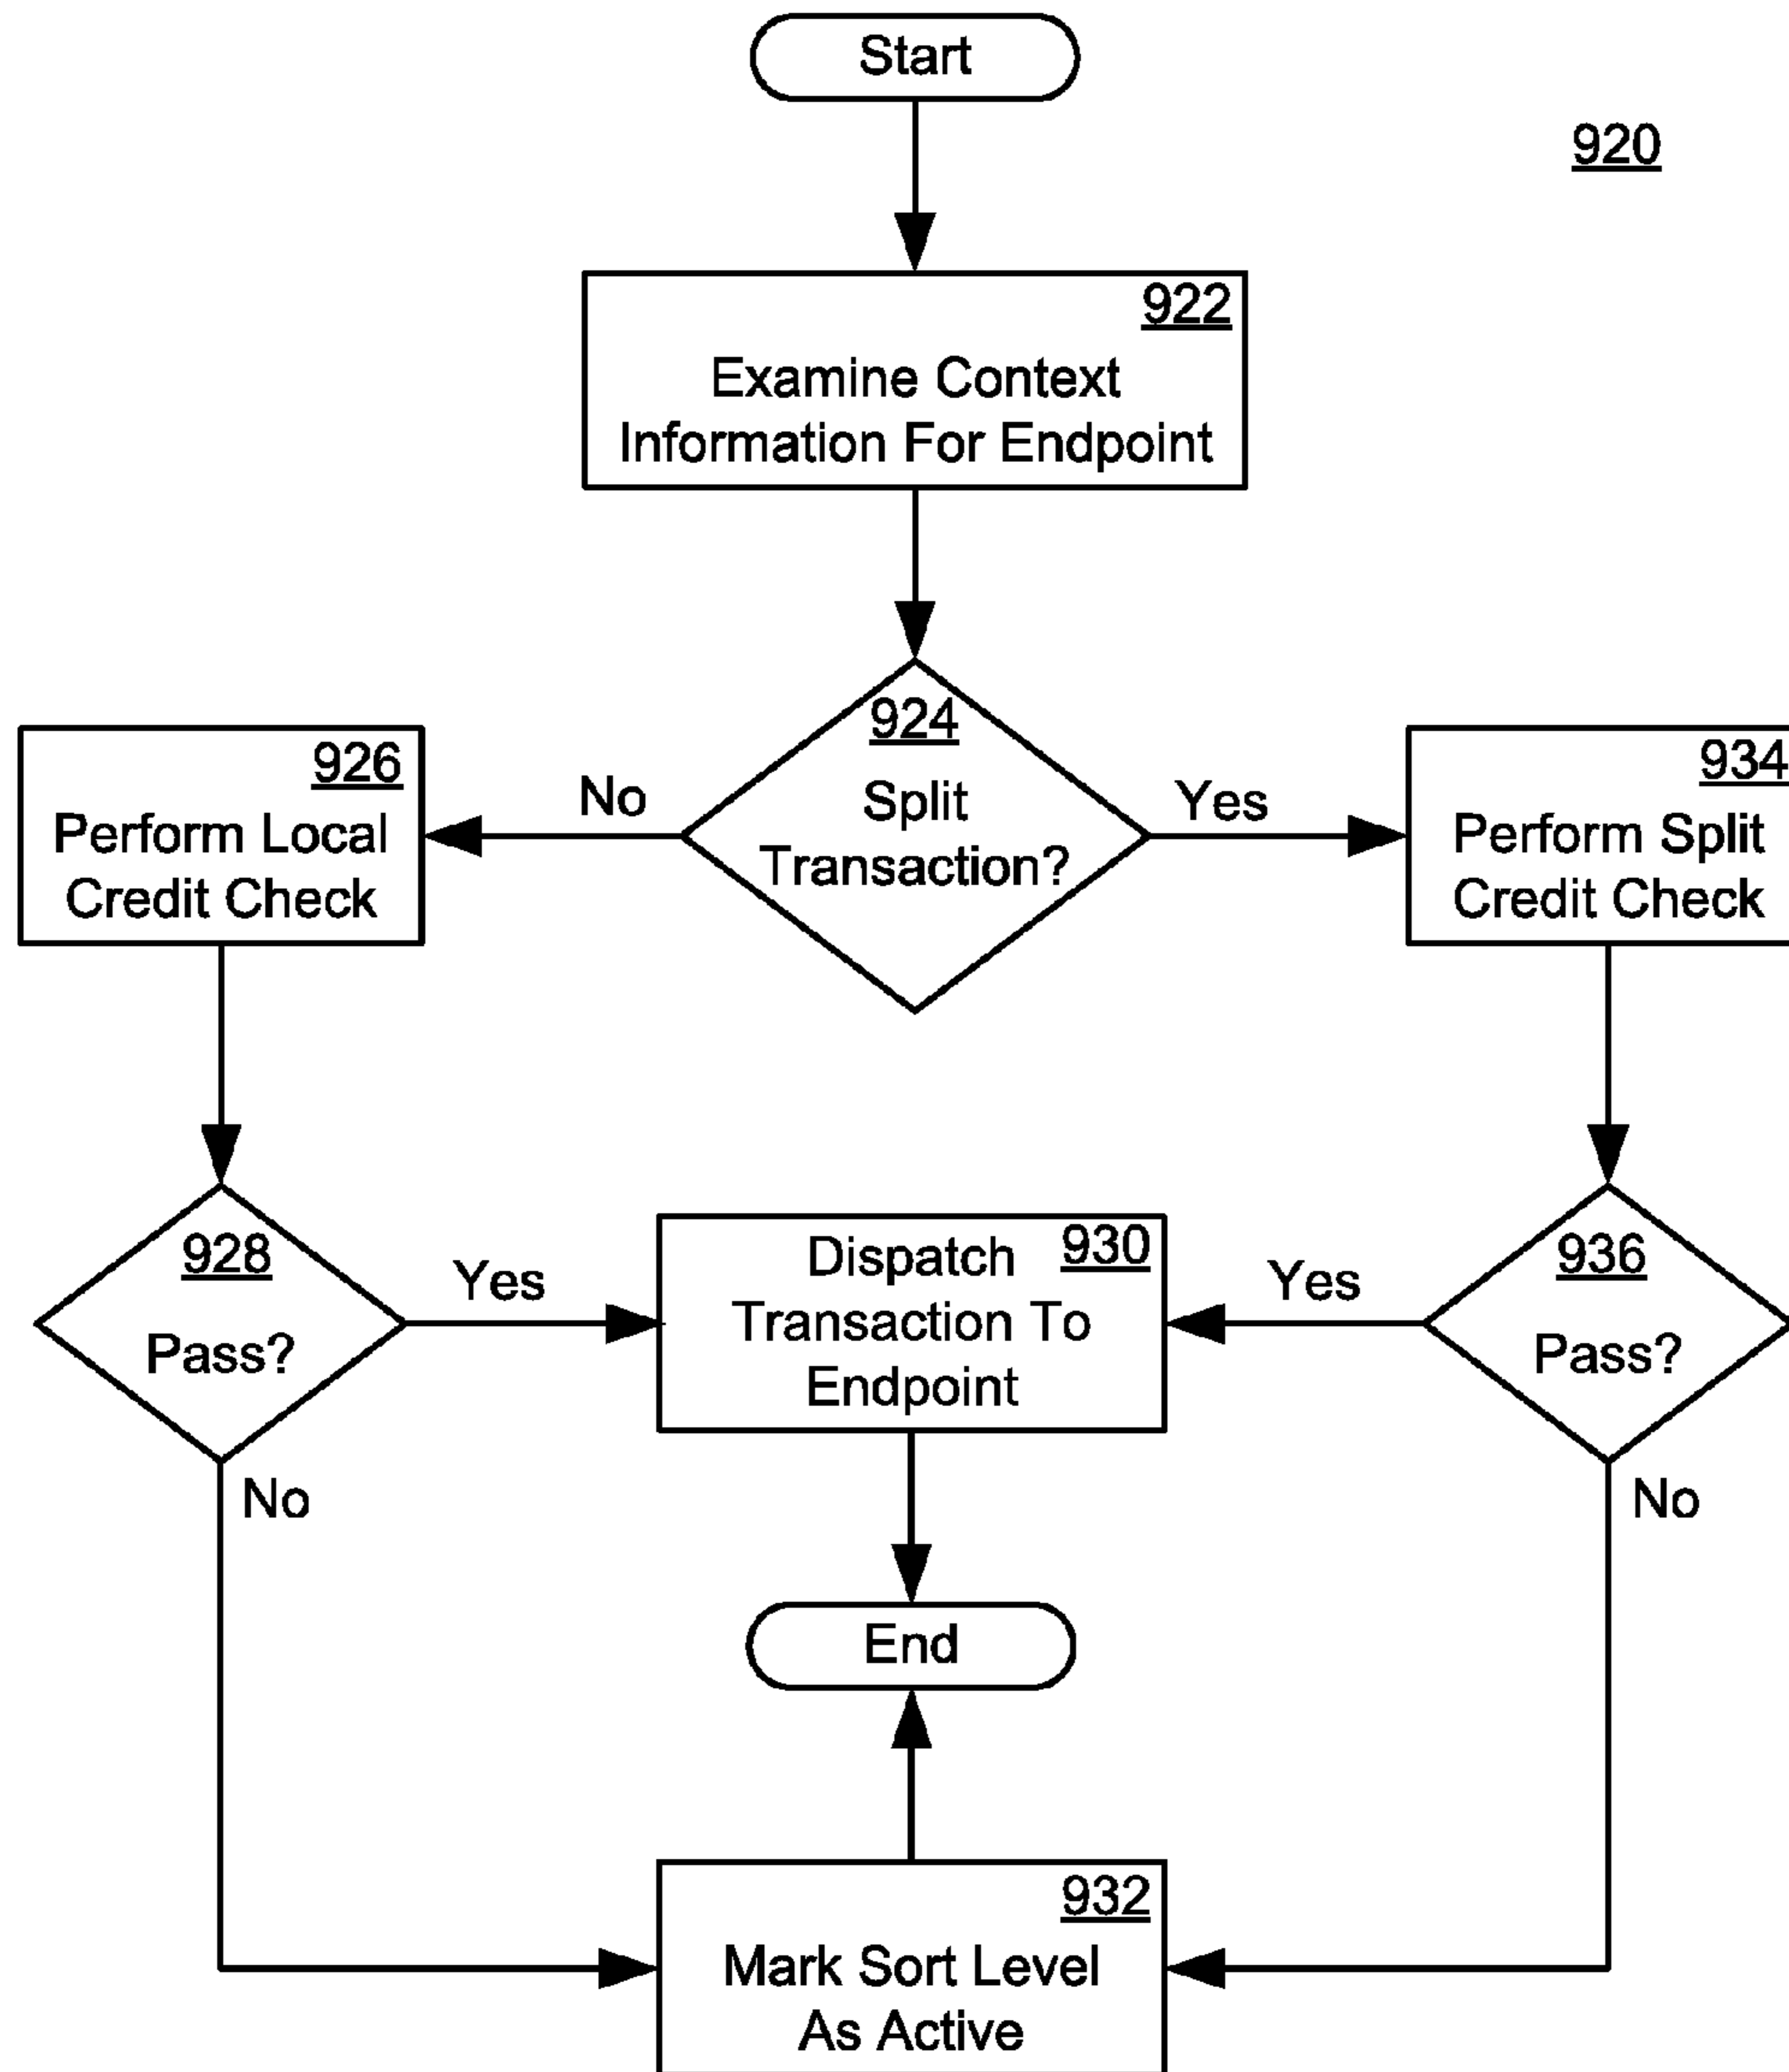 Start
920
922
Examine Context
Information For Endpoint
924
Split
Transaction?
No
Yes
926
Perform Local
Credit Check
934
Perform Split
Credit Check
928
Pass?
Yes
No
930
Dispatch
Transaction To
Endpoint
Yes
936
Pass?
No
End
932
Mark Sort Level
As Active